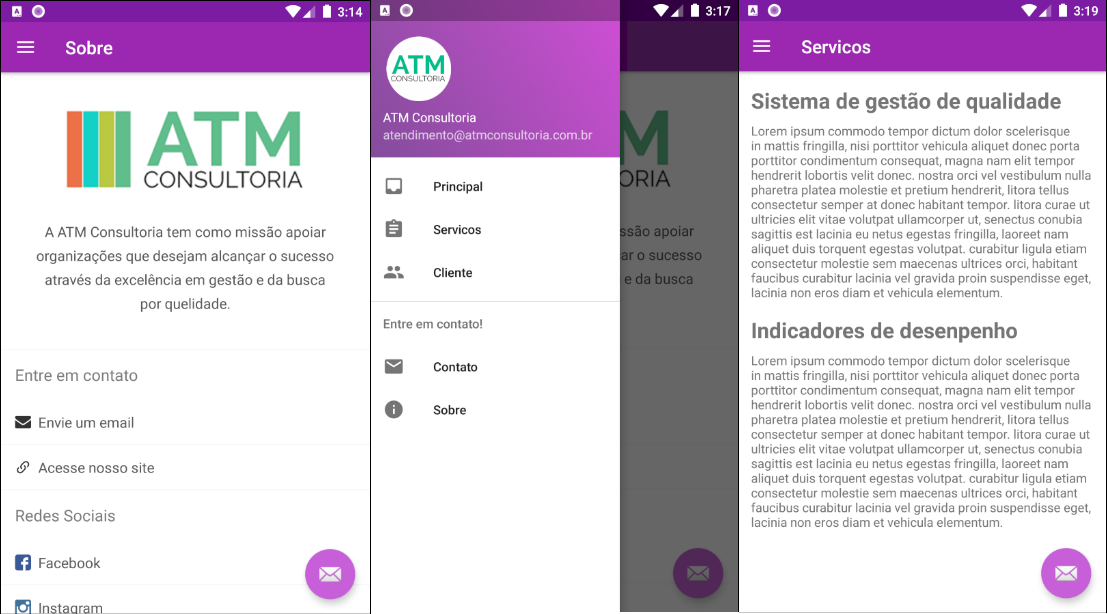 3:14
Sobre
ATM
CONSULTORIA
A ATM Consultoria tem como missão apoiar
organizações que desejam alcançar o sucesso
através da excelência em gestão e da busca
por quelidade.
Entre em contato
Envie um email
Acesse nosso site
Redes Sociais
Facebook
Instagram
3:17
ATM
CONSULTORIA
ATM Consultoria
atendimento@atmconsultoria.com.br
Principal
Servicos
Cliente
Entre em contato!
Contato
Sobre
M
ORIA
ssão apoiar
ar o sucesso
e da busca
3:19
Servicos
Sistema de gestão de qualidade
Lorem ipsum commodo tempor dictum dolor scelerisque
in mattis fringilla, nisi porttitor vehicula aliquet donec porta
porttitor condimentum consequat, magna nam elit tempor
hendrerit lobortis velit donec. nostra orci vel vestibulum nulla
pharetra platea molestie et pretium hendrerit, litora tellus
consectetur semper at donec habitant tempor. litora curae at
ultricies elit vitae volutpat ullamcorper ut, senectus conubia
sagittis est lacinia eu netus egestas fringilla, laoreet nam
aliquet duis torquent egestas volutpat. curabitur ligula etiam
consectetur molestie sem maecenas ultrices orci, habitant
faucibus curabitur lacinia vel gravida proin suspendisse eget,
lacinia non eros diam et vehicula elementum.
Indicadores de desenpenho
Lorem ipsum commodo tempor dictum dolor scelerisque
in mattis fringilla, nisi porttitor vehicula aliquet donec porta
porttitor condimentum consequat, magna nam elit tempor
hendrerit lobortis velit donec. nostra orci vel vestibulum nulla
pharetra platea molestie et pretium hendrerit, litora tellus
consectetur semper at donec habitant tempor. litora curae ut
ultricies elit vitae volutpat ullamcorper ut, senectus conubia
sagittis est lacinia eu netus egestas fringilla, laoreet nam
aliquet duis torquent egestas volutpat. curabitur ligula etiam
consectetur molestie sem maecenas ultrices orci, habitant
faucibus curabitur lacinia vel gravida proin suspendisse eget,
lacinia non eros diam et vehicula elementum.